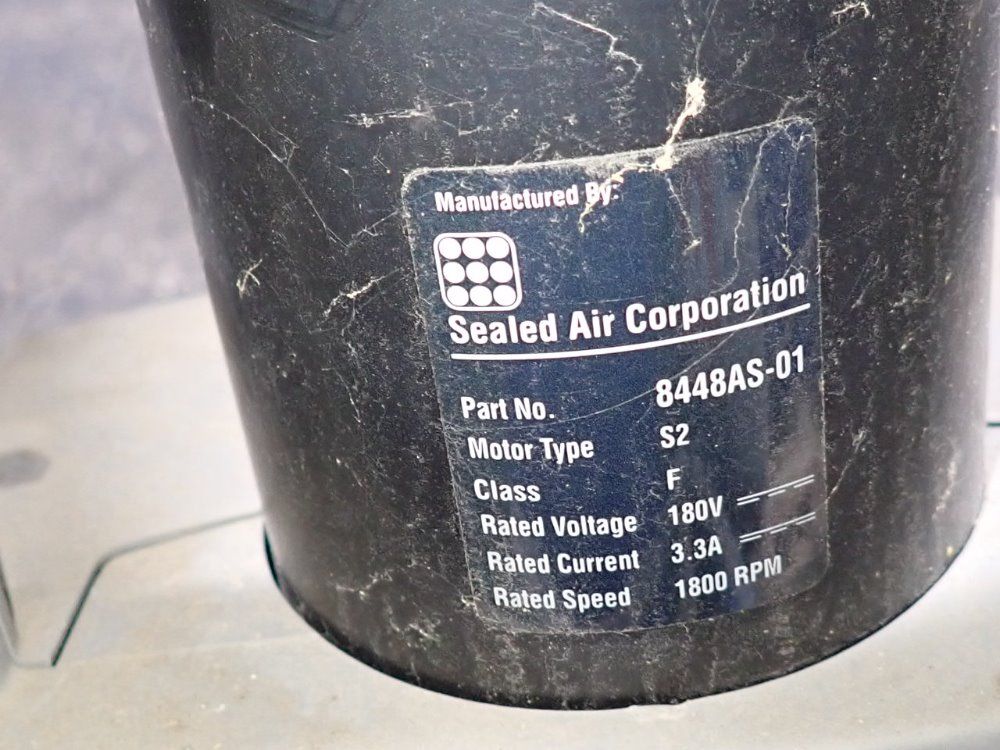 Manufactured By:
Sealed Air Corporation
Part No. 8448AS-01
Motor Type S2
Class F
Rated Voltage 180V
Rated Current 3.3A
Rated Speed 1800 RPM